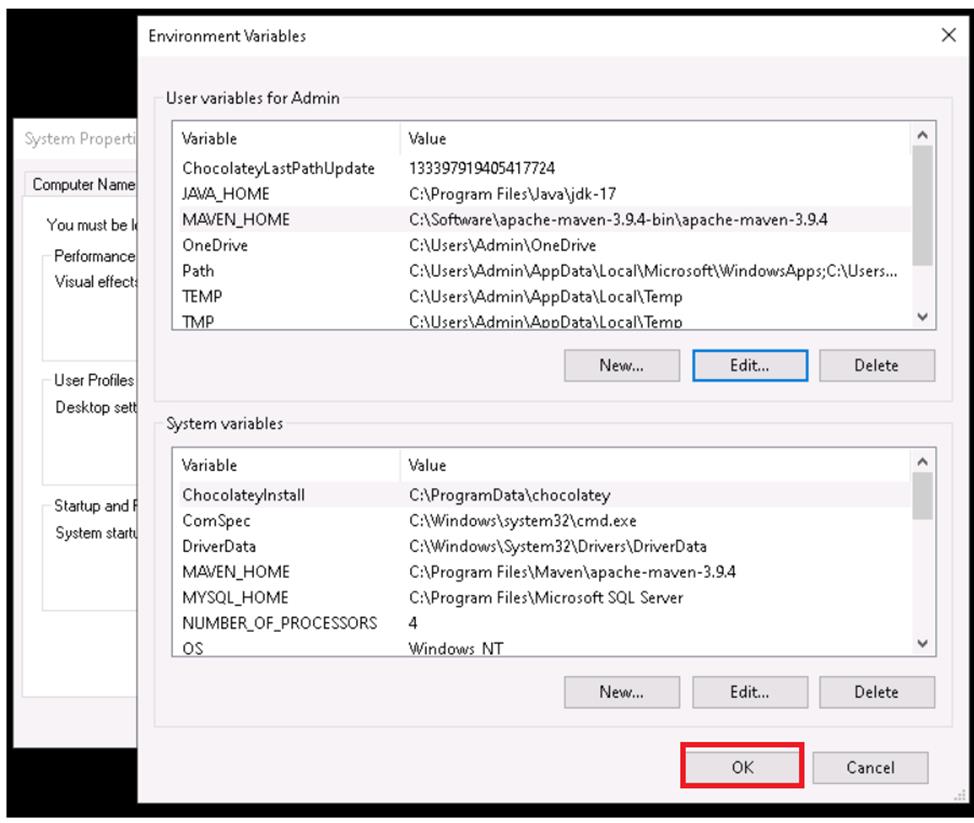 Environment Variables
User variables for Admin
System Properti
Variable Value
ChocolateyLastPathUpdate 133397919405417724
Computer Name
JAVA_HOME C:\Program Files\Java\jdk-17
MAVEN_HOME C:\Software\apache-maven-3.9.4-bin\apache-maven-3.9.4
You must be l
OneDrive C:\Users\Admin\OneDrive
Performance
Path C:\Users\Admin\AppData\Local\Microsoft\WindowsApps;C:\Users...
Visual effects
TEMP C:\Users\Admin\AppData\Local\Temp
TMP C:\Users\Admin\AppData\Local\Temp
New... Edit... Delete
User Profiles
Desktop sett
System variables
Variable Value
ChocolateyInstall C:\ProgramData\chocolatey
Startup and
ComSpec C:\Windows\system32\cmd.exe
System startu
DriverData C:\Windows\System32\Drivers\DriverData
MAVEN_HOME C:\Program Files\Maven\apache-maven-3.9.4
MYSQL_HOME C:\Program Files\Microsoft SQL Server
NUMBER_OF_PROCESSORS 4
OS Windows NT
New... Edit... Delete
OK Cancel